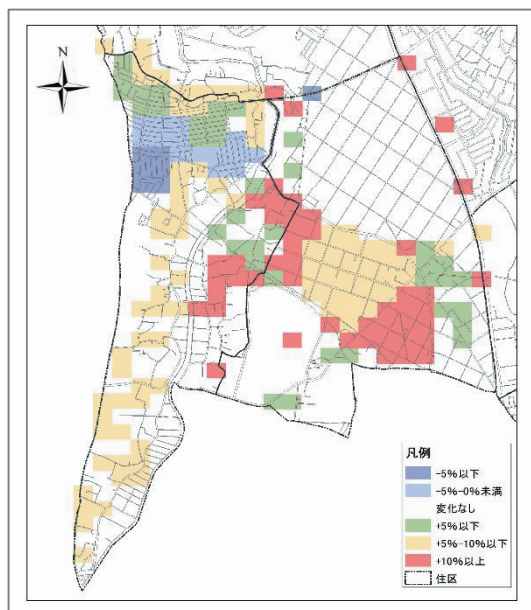 N
凡例
-5%以下
-5%-0%未満
変化なし
+5%以下
+5%-10%以下
+10%以上
住区